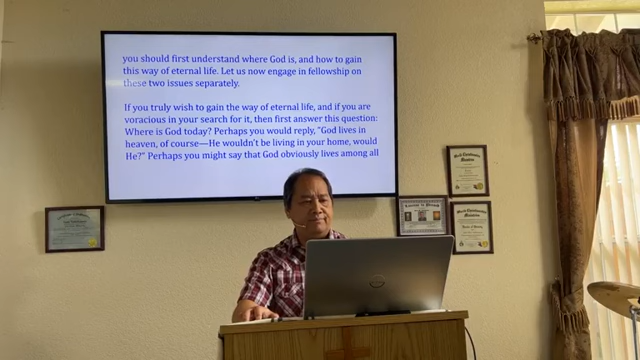 you should first understand where God is, and how to gain
this way of eternal life. Let us now engage in fellowship on
these two issues separately.
If you truly wish to gain the way of eternal life, and if you are
voracious in your search for it, then first answer this question:
Where is God today? Perhaps you would reply, “God lives in
heaven, of course—He wouldn’t be living in your home, would
He?” Perhaps you might say that God obviously lives among all
DELL